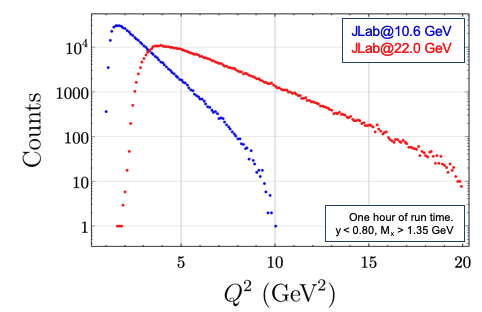 JLab@10.6 GeV
JLab@22.0 GeV
10⁴
1000
100
10
1
Counts
One hour of run time.
y < 0.80, Mₓ > 1.35 GeV
5
10
15
20
Q² (GeV²)